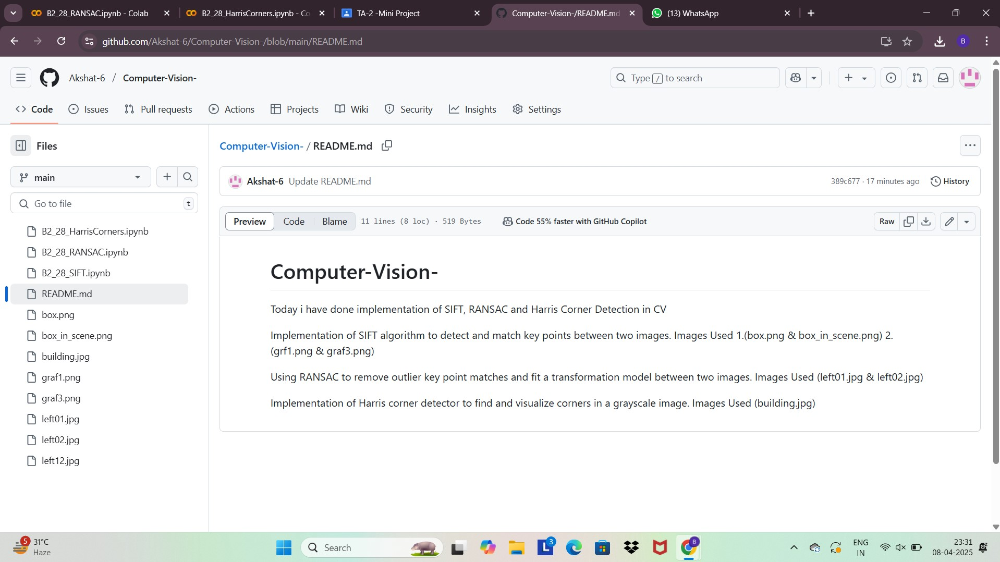 B2_28_RANSAC.ipynb - Colab
B2_28_HarrisCorners.ipynb - Co
TA-2 -Mini Project
Computer-Vision-/README.md
(13) WhatsApp
github.com/Akshat-6/Computer-Vision-/blob/main/README.md
B
Akshat-6 / Computer-Vision-
Type / to search
Code
Issues
Pull requests
Actions
Projects
Wiki
Security
Insights
Settings
Files
main
Go to file
t
B2_28_HarrisCorners.ipynb
B2_28_RANSAC.ipynb
B2_28_SIFT.ipynb
README.md
box.png
box_in_scene.png
building.jpg
graf1.png
graf3.png
left01.jpg
left02.jpg
left12.jpg
Computer-Vision- / README.md
Akshat-6 Update README.md
389c677 · 17 minutes ago
History
Preview
Code
Blame
11 lines (8 loc) · 519 Bytes
Code 55% faster with GitHub Copilot
Raw
Computer-Vision-
Today i have done implementation of SIFT, RANSAC and Harris Corner Detection in CV
Implementation of SIFT algorithm to detect and match key points between two images. Images Used 1.(box.png & box_in_scene.png) 2.
(grf1.png & graf3.png)
Using RANSAC to remove outlier key point matches and fit a transformation model between two images. Images Used (left01.jpg & left02.jpg)
Implementation of Harris corner detector to find and visualize corners in a grayscale image. Images Used (building.jpg)
5
31°C
Haze
Search
L
3
B
ENG
IN
23:31
08-04-2025